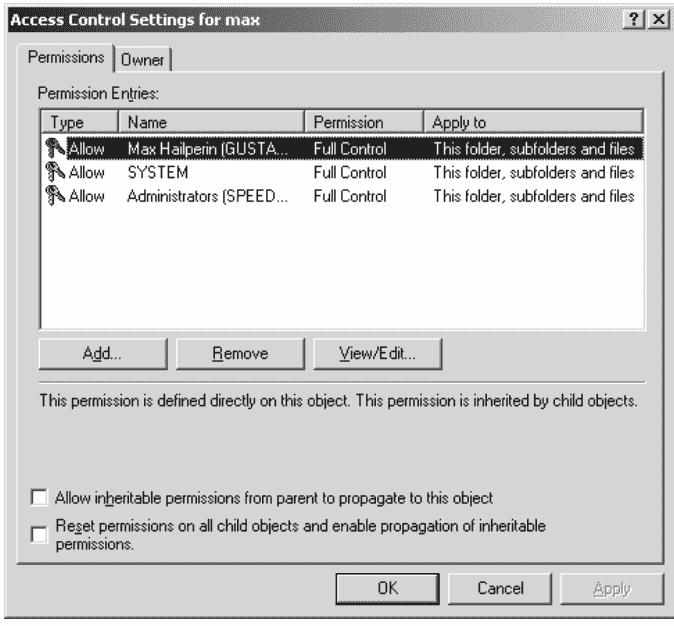 Access Control Settings for max
Permissions Owner
Permission Entries:
Type Name Permission Apply to
Allow Max Hailperin (GUSTA... Full Control This folder, subfolders and files
Allow SYSTEM Full Control This folder, subfolders and files
Allow Administrators (SPEED... Full Control This folder, subfolders and files
Add... Remove View/Edit...
This permission is defined directly on this object. This permission is inherited by child objects.
Allow inheritable permissions from parent to propagate to this object
Reset permissions on all child objects and enable propagation of inheritable
permissions.
OK Cancel Apply